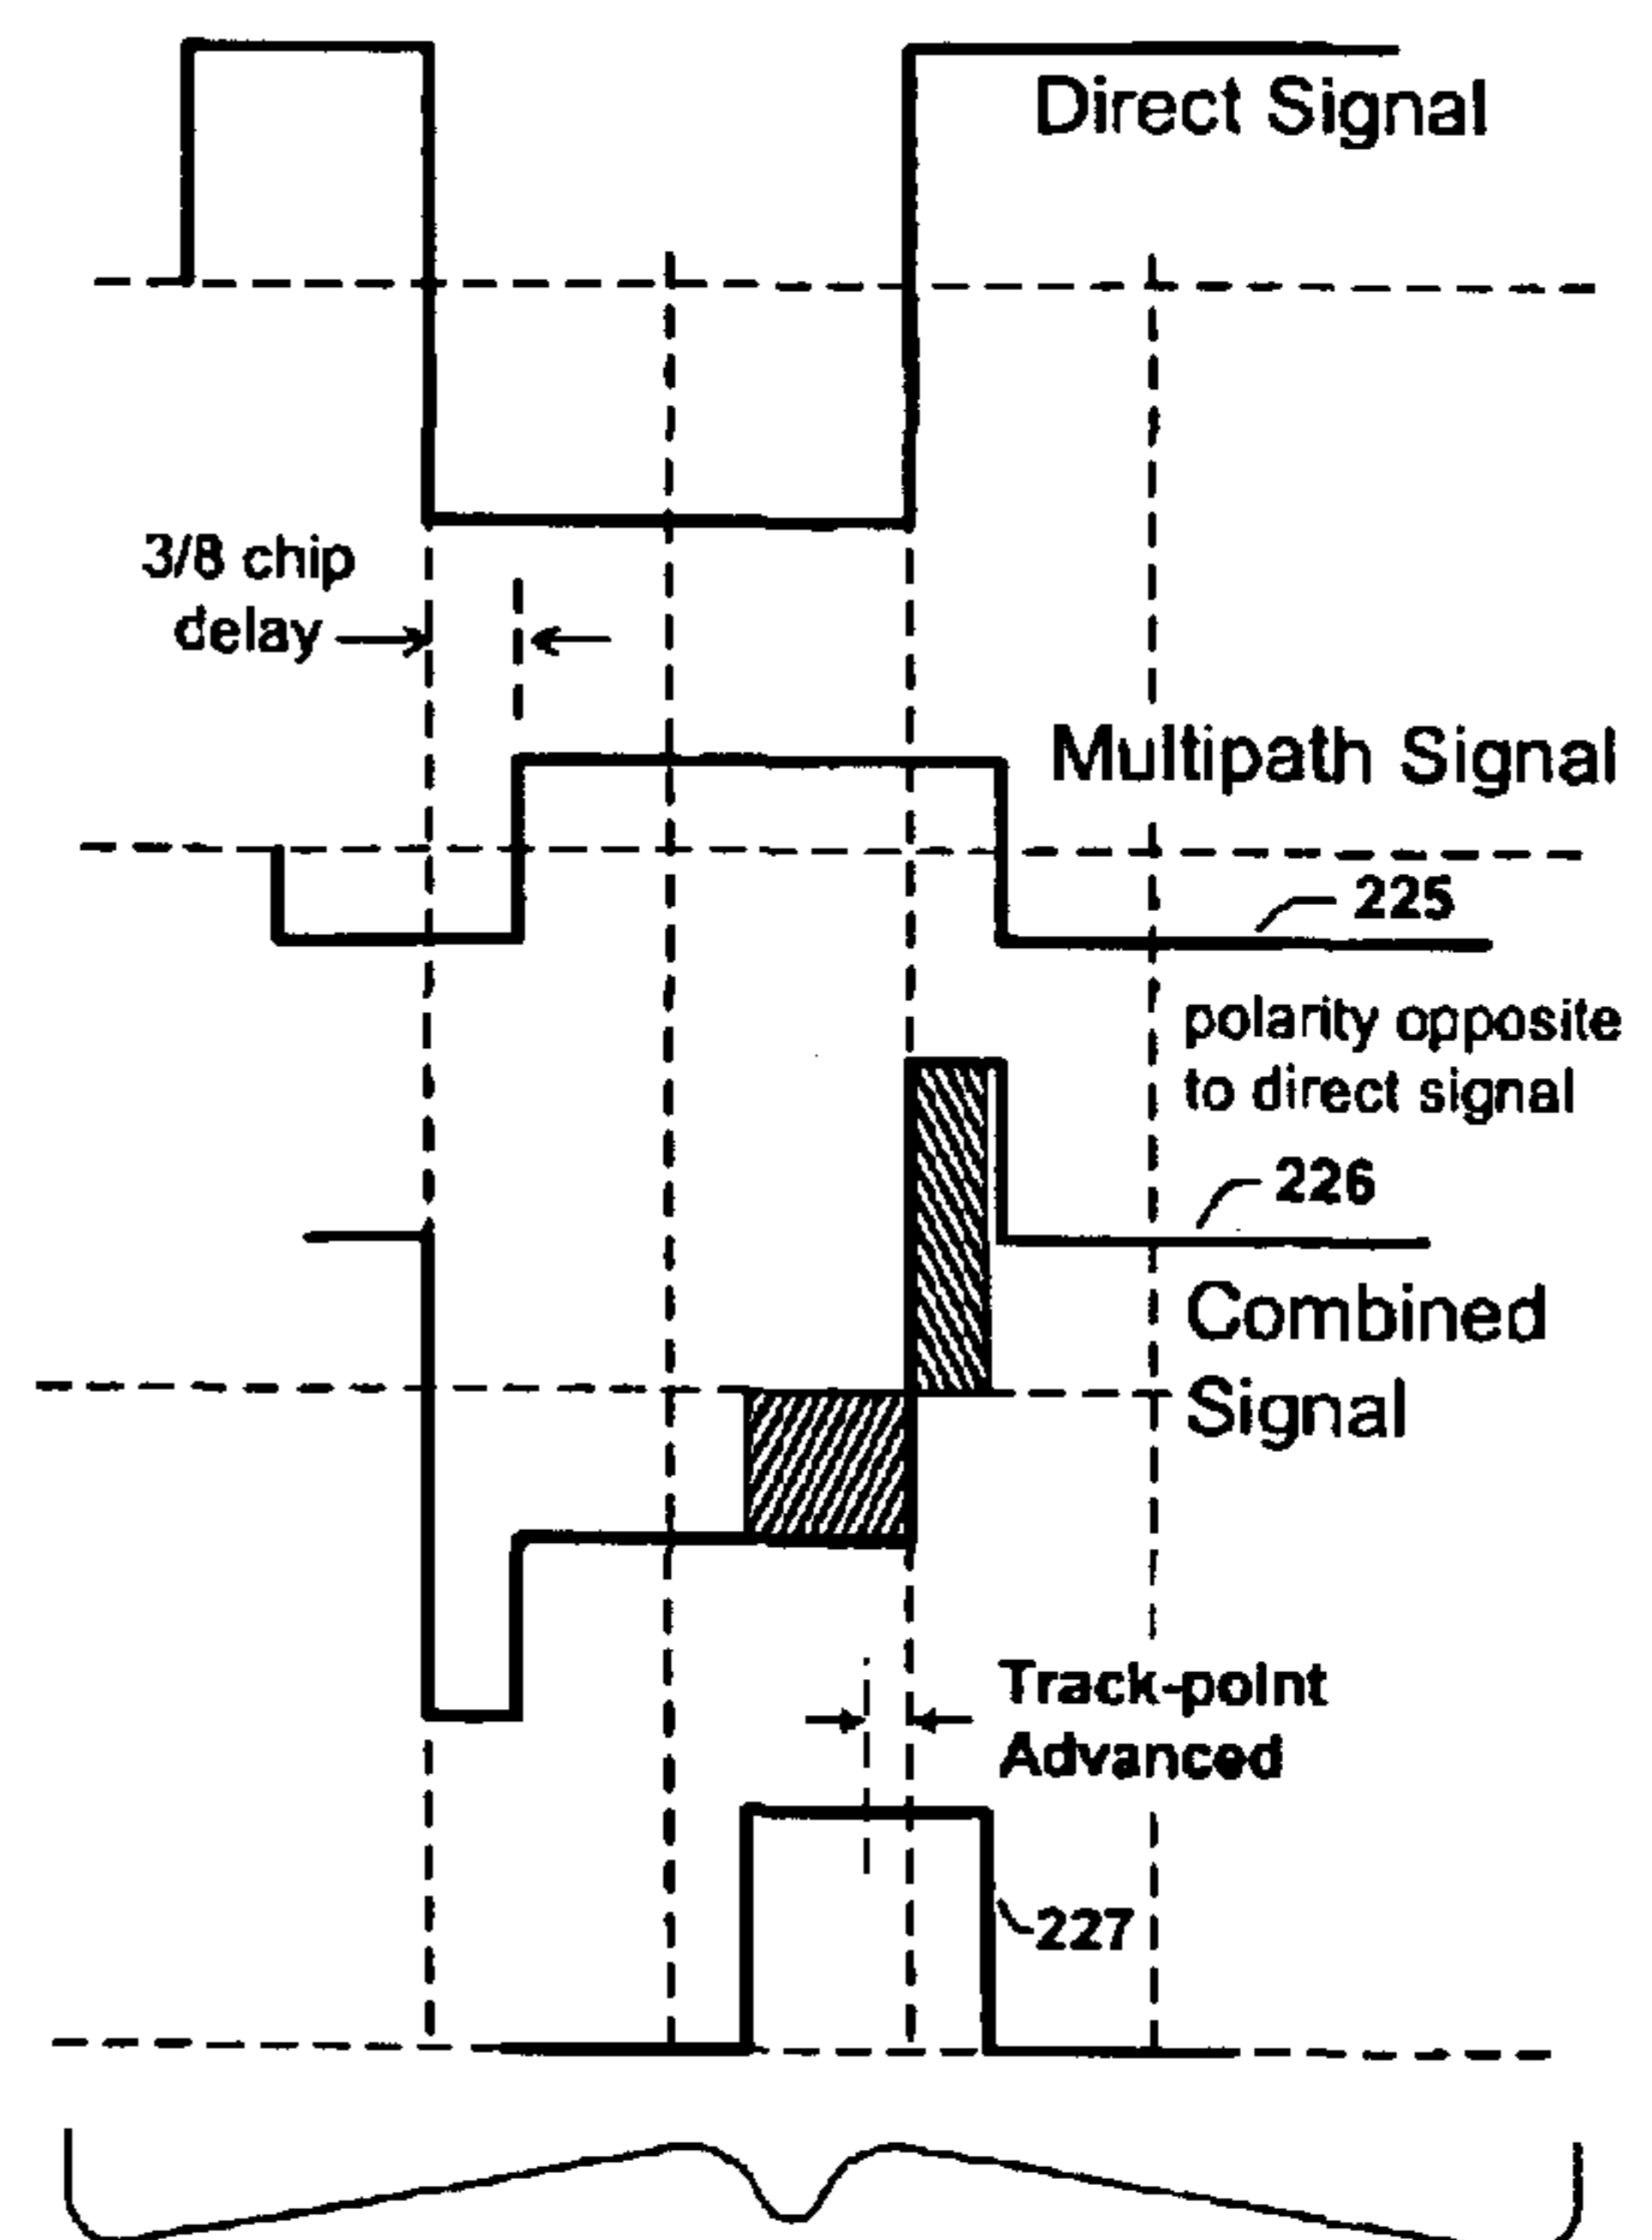 Direct Signal
3/8 chip
delay
Multipath Signal
225
polarity opposite
to direct signal
226
Combined
Signal
Track-point
Advanced
227